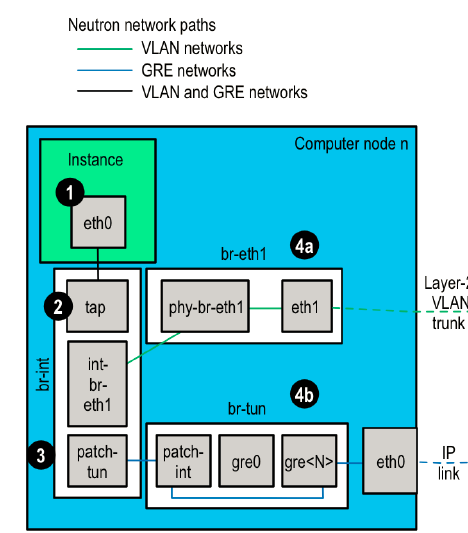 Neutron network paths
VLAN networks
GRE networks
VLAN and GRE networks
Computer node n
Instance
1
eth0
br-eth1
4a
2
tap
phy-br-eth1
eth1
Layer-2
VLAN
trunk
int-
br-
eth1
br-int
4b
br-tun
3
patch-
tun
patch-
int
gre0
gre<N>
eth0
IP
link